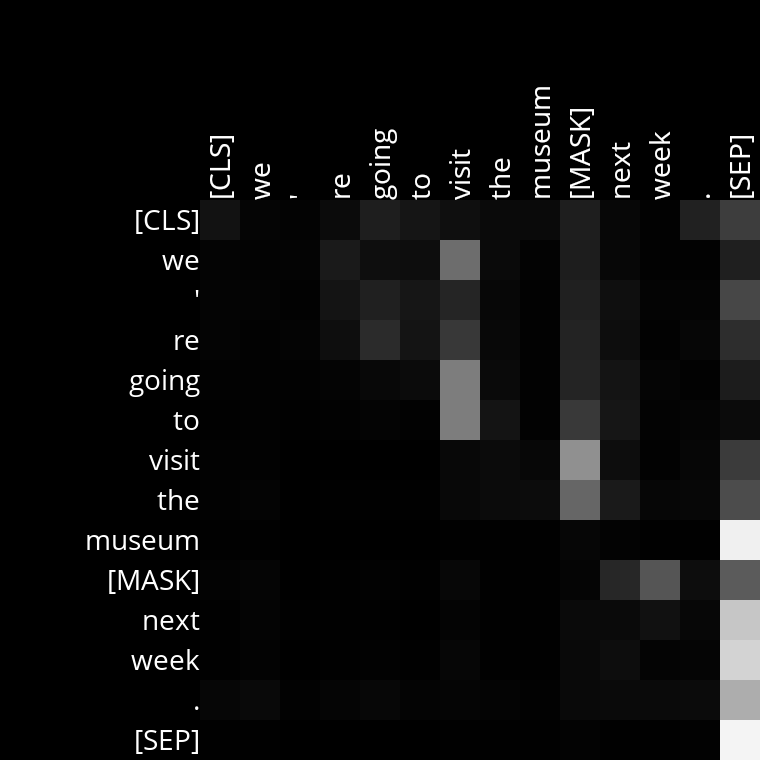 [CLS] we ' re going to visit the museum [MASK] next week . [SEP]
[CLS]
we
'
re
going
to
visit
the
museum
[MASK]
next
week
.
[SEP]